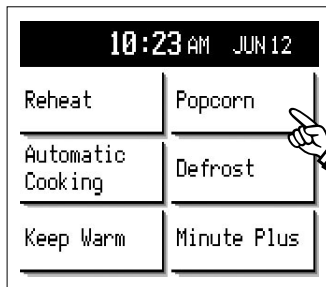 10:23 AM JUN 12
Reheat
Popcorn
Automatic
Cooking
Defrost
Keep Warm
Minute Plus